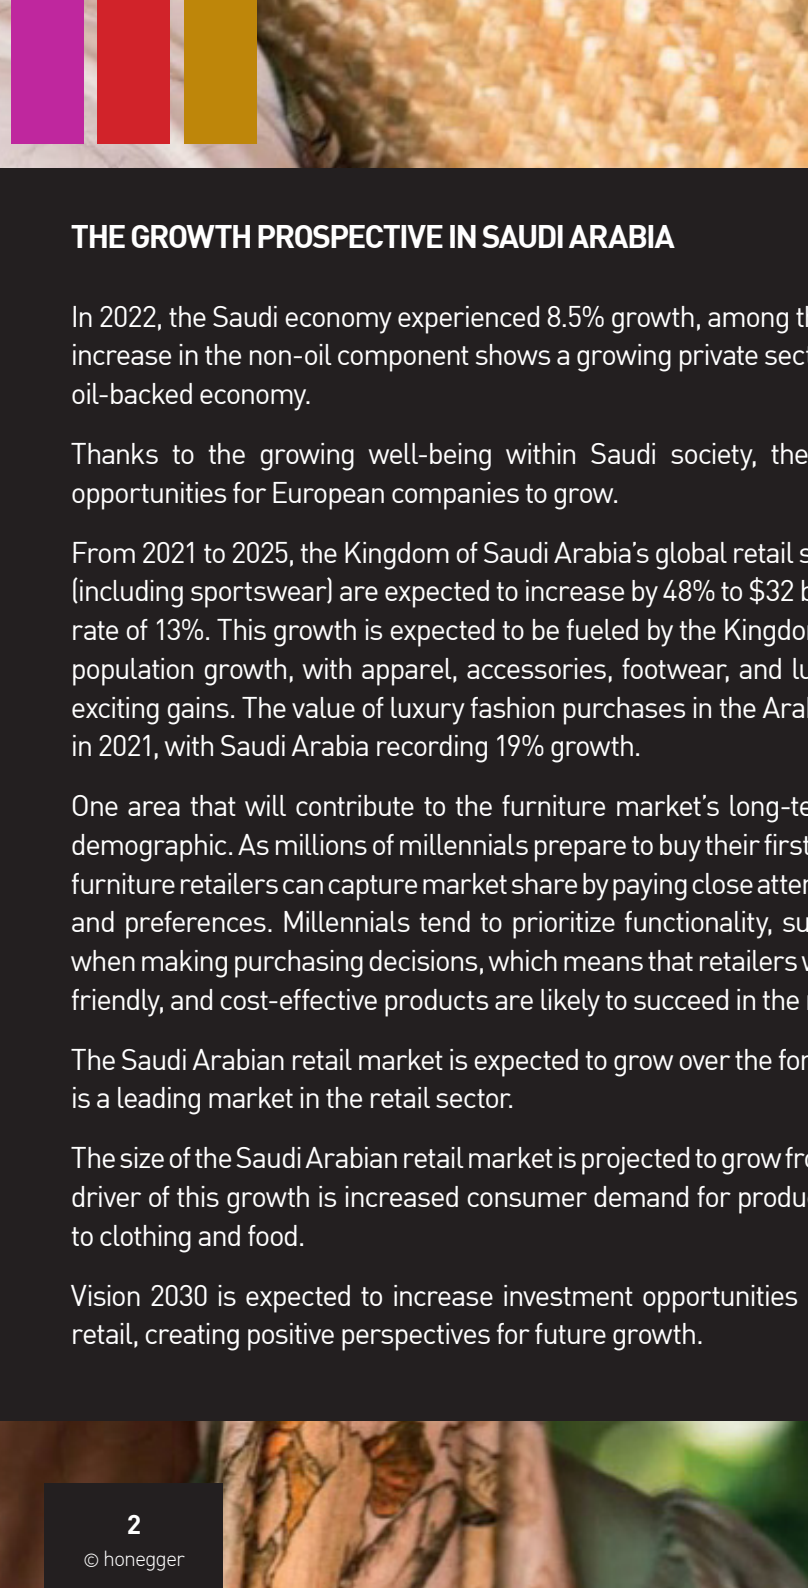 THE GROWTH PROSPECTIVE IN SAUDI ARABIA
In 2022, the Saudi economy experienced 8.5% growth, among
increase in the non-oil component shows a growing private
oil-backed economy.
Thanks to the growing well-being within Saudi society, the
opportunities for European companies to grow.
From 2021 to 2025, the Kingdom of Saudi Arabia’s global retail
(including sportswear) are expected to increase by 48% to $32
rate of 13%. This growth is expected to be fueled by the
population growth, with apparel, accessories, footwear, and
exciting gains. The value of luxury fashion purchases in the
in 2021, with Saudi Arabia recording 19% growth.
One area that will contribute to the furniture market’s
demographic. As millions of millennials prepare to buy their first
furniture retailers can capture market share by paying close
and preferences. Millennials tend to prioritize functionality,
when making purchasing decisions, which means that retailers
friendly, and cost-effective products are likely to succeed in the
The Saudi Arabian retail market is expected to grow over the
is a leading market in the retail sector.
The size of the Saudi Arabian retail market is projected to grow
driver of this growth is increased consumer demand for
to clothing and food.
Vision 2030 is expected to increase investment opportunities
retail, creating positive perspectives for future growth.
2
© honegger